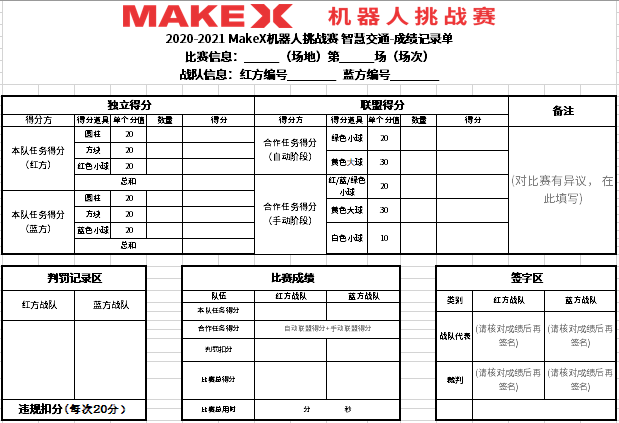 MAKEX 机器人挑战赛
2020-2021 MakeX机器人挑战赛 智慧交通-成绩记录单
比赛信息：______（场地）第______场（场次）
战队信息：红方编号________ 蓝方编号________
独立得分 联盟得分 备注
得分方 得分道具 单个分值 数量 得分 得分方 得分道具 单个分值 数量 得分
本队任务得分
（红方）
圆柱 20
方块 20
红色小球 20
总和
本队任务得分
（蓝方）
圆柱 20
方块 20
蓝色小球 20
总和
合作任务得分
（自动阶段）
绿色小球 20
黄色大球 30
合作任务得分
（手动阶段）
红/蓝/绿色
小球 20
黄色大球 30
白色小球 10
(对比赛有异议，在
此填写)
判罚记录区
红方战队 蓝方战队
违规扣分（每次20分）
比赛成绩
队伍 红方战队 蓝方战队
本队任务得分
合作任务得分 自动联盟得分+手动联盟得分
判罚扣分
比赛总得分
比赛总用时 分 秒
签字区
类别 红方战队 蓝方战队
战队代表 (请核对成绩后再
签名) (请核对成绩后再
签名)
裁判 (请核对成绩后再
签名) (请核对成绩后再
签名)